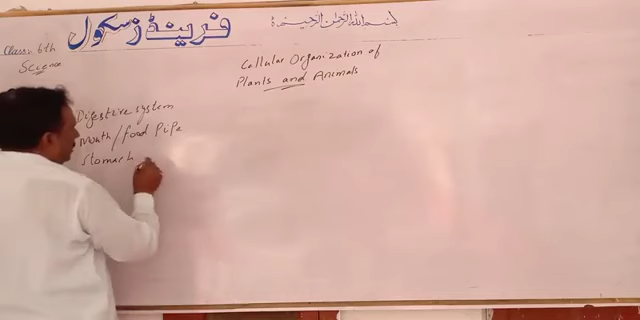 بسم اللہ الرحمن الرحیم
فرینڈز سکول
Class: 6th
Science
Cellular Organization of
Plants and Animals
Digestive system
Mouth / food pipe
Stomach